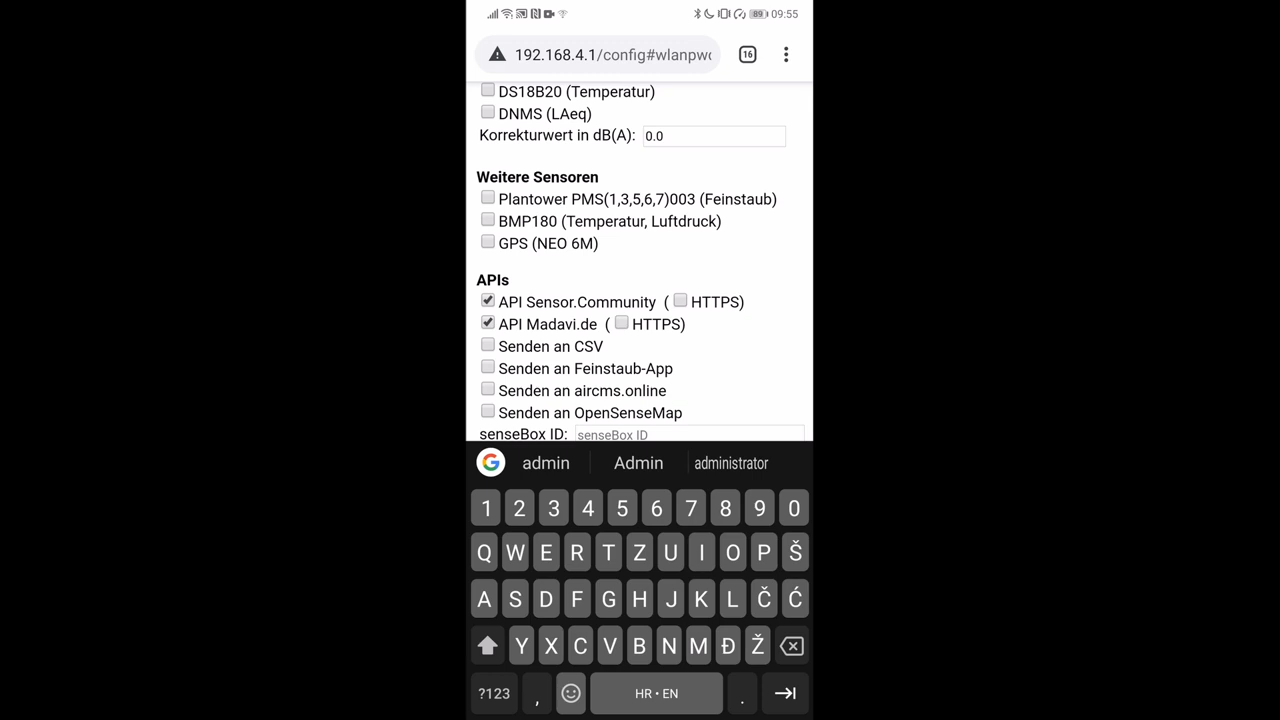 89 09:55
192.168.4.1/config#wlanpw
16
DS18B20 (Temperatur)
DNMS (LAeq)
Korrekturwert in dB(A): 0.0
Weitere Sensoren
Plantower PMS(1,3,5,6,7)003 (Feinstaub)
BMP180 (Temperatur, Luftdruck)
GPS (NEO 6M)
APIs
API Sensor.Community ( HTTPS)
API Madavi.de ( HTTPS)
Senden an CSV
Senden an Feinstaub-App
Senden an aircms.online
Senden an OpenSenseMap
senseBox ID: senseBox ID
G admin Admin administrator
1 2 3 4 5 6 7 8 9 0
Q W E R T Z U I O P Š
A S D F G H J K L Č Ć
Y X C V B N M Đ Ž
?123 , HR • EN .